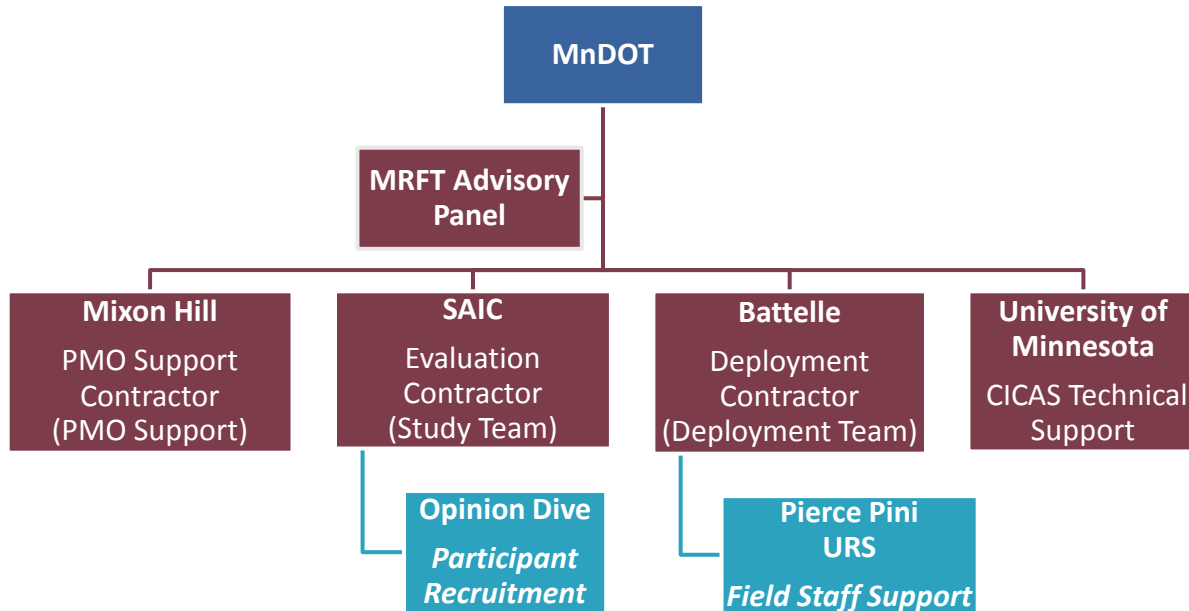 MnDOT
MRFT Advisory
Panel
Mixon Hill
PMO Support
Contractor
(PMO Support)
SAIC
Evaluation
Contractor
(Study Team)
Battelle
Deployment
Contractor
(Deployment Team)
University of
Minnesota
CICAS Technical
Support
Opinion Dive
Participant
Recruitment
Pierce Pini
URS
Field Staff Support